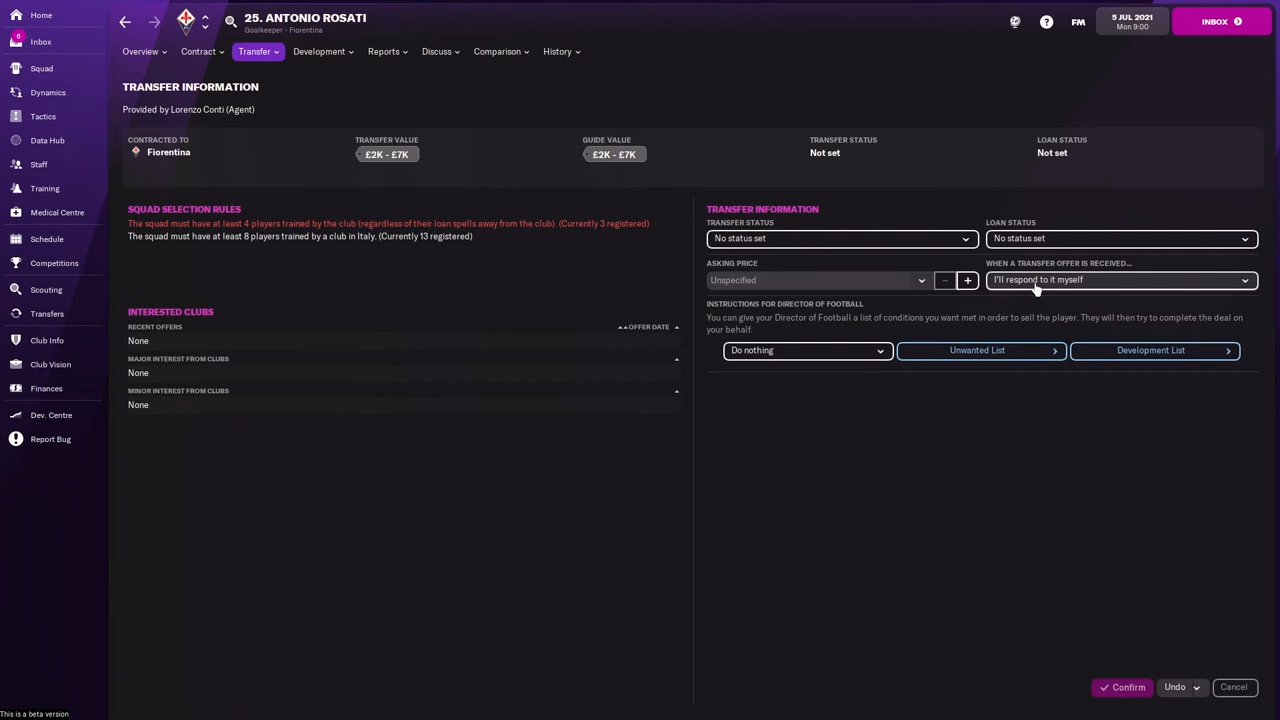 Home
6
Inbox
Squad
Dynamics
Tactics
Data Hub
Staff
Training
Medical Centre
Schedule
Competitions
Scouting
Transfers
Club Info
Club Vision
Finances
Dev. Centre
Report Bug
This is a beta version
25. ANTONIO ROSATI
Goalkeeper - Fiorentina
FM
5 JUL 2021
Mon 9:00
INBOX
Overview
Contract
Transfer
Development
Reports
Discuss
Comparison
History
TRANSFER INFORMATION
Provided by Lorenzo Conti (Agent)
CONTRACTED TO
Fiorentina
TRANSFER VALUE
£2K - £7K
GUIDE VALUE
£2K - £7K
TRANSFER STATUS
Not set
LOAN STATUS
Not set
SQUAD SELECTION RULES
The squad must have at least 4 players trained by the club (regardless of their loan spells away from the club). (Currently 3 registered)
The squad must have at least 8 players trained by a club in Italy. (Currently 13 registered)
INTERESTED CLUBS
RECENT OFFERS OFFER DATE
None
MAJOR INTEREST FROM CLUBS
None
MINOR INTEREST FROM CLUBS
None
TRANSFER INFORMATION
TRANSFER STATUS
No status set
LOAN STATUS
No status set
ASKING PRICE
Unspecified
WHEN A TRANSFER OFFER IS RECEIVED...
I'll respond to it myself
INSTRUCTIONS FOR DIRECTOR OF FOOTBALL
You can give your Director of Football a list of conditions you want met in order to sell the player. They will then try to complete the deal on
your behalf.
Do nothing
Unwanted List
Development List
Confirm
Undo
Cancel